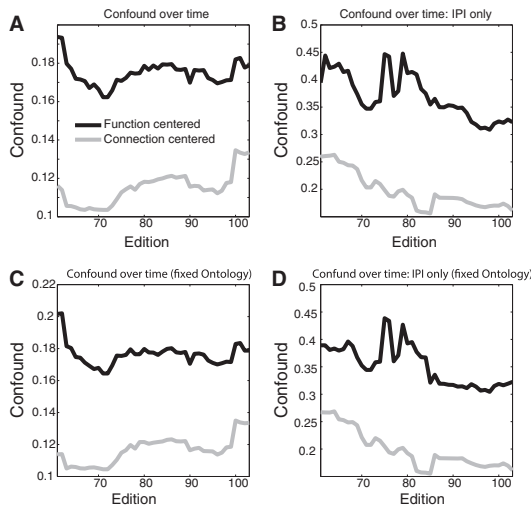 A
Confound over time
Confound
0.18
0.16
0.14
0.12
0.1
Function centered
Connection centered
70
80
90
100
Edition
B
Confound over time: IPI only
Confound
0.5
0.45
0.4
0.35
0.3
0.25
0.2
70
80
90
100
Edition
C
Confound over time (fixed Ontology)
Confound
0.22
0.2
0.18
0.16
0.14
0.12
0.1
70
80
90
100
Edition
D
Confund over time: IPI only (fixed Ontology)
Confound
0.5
0.45
0.4
0.35
0.3
0.25
0.2
70
80
90
100
Edition